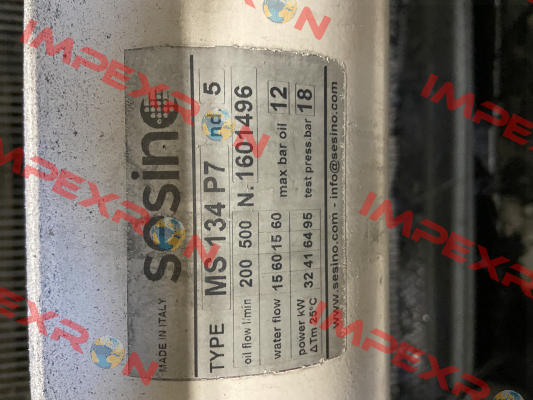 sesino
MADE IN ITALY
TYPE MS 134 P7 nd. 5
oil flow l/min 200 500 N. 1601496
water flow 15 60 15 60 max bar oil 12
power kW 32 41 64 95 test press.bar 18
ΔTm 25°C
www.sesino.com - info@sesino.com
IMPEXRON
IMPEXRON
IMPEXRON
IMPEXRON
IMPEXRON
IMPEXRON